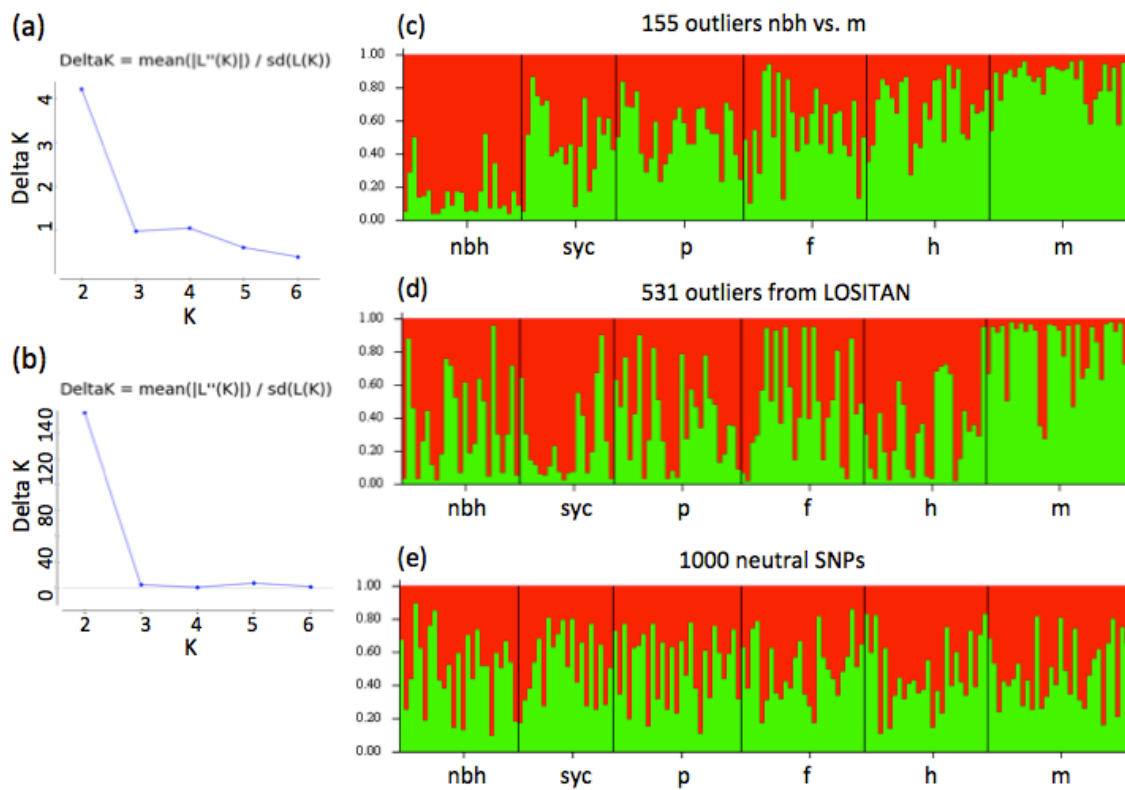 (a)
DeltaK = mean(|L''(K)|) / sd(L(K))
Delta K
4
3
2
1
2 3 4 5 6
K
(b)
DeltaK = mean(|L''(K)|) / sd(L(K))
Delta K
140
120
80
40
0
2 3 4 5 6
K
(c)
155 outliers nbh vs. m
1.00
0.80
0.60
0.40
0.20
0.00
nbh syc p f h m
(d)
531 outliers from LOSITAN
1.00
0.80
0.60
0.40
0.20
0.00
nbh syc p f h m
(e)
1000 neutral SNPs
1.00
0.80
0.60
0.40
0.20
0.00
nbh syc p f h m